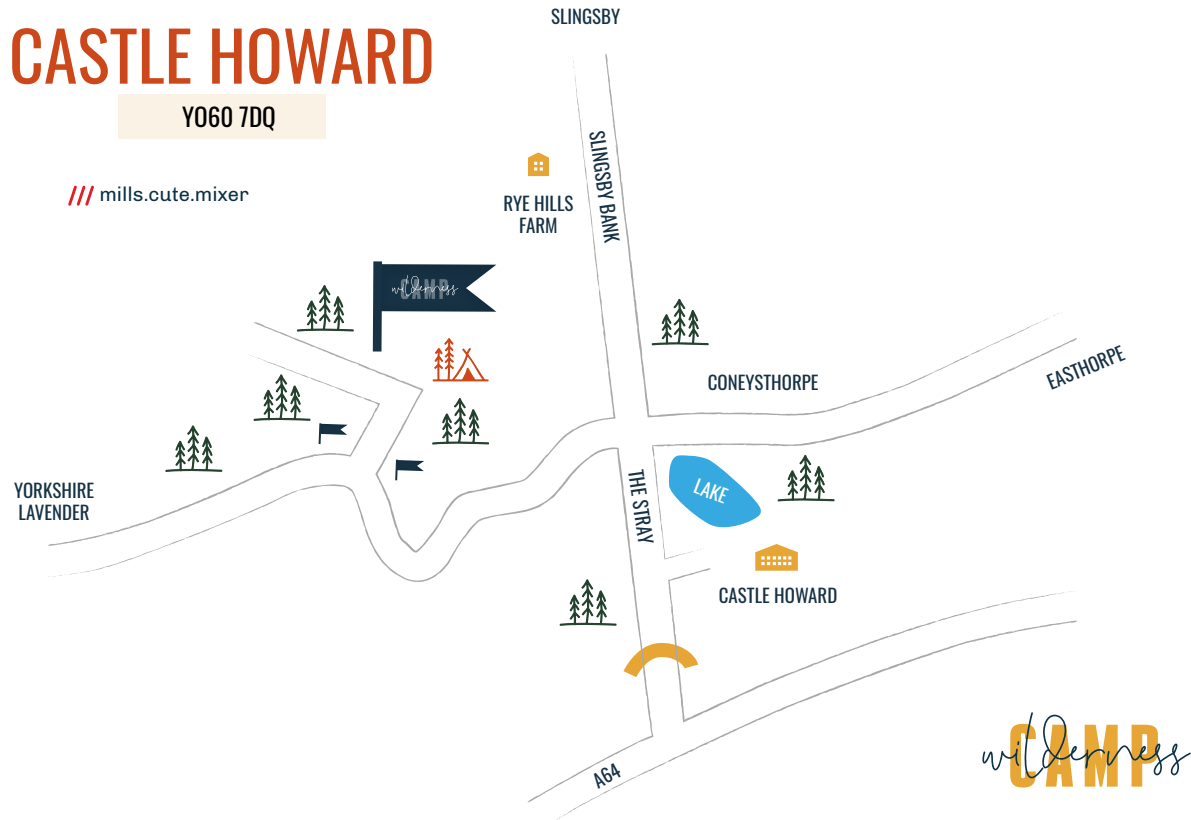 SLINGSBY
CASTLE HOWARD
YO60 7DQ
/// mills.cute.mixer
SLINGSBY BANK
RYE HILLS
FARM
wilderness
CAMP
CONEYSTHORPE
EASTHORPE
YORKSHIRE
LAVENDER
THE STRAY
LAKE
CASTLE HOWARD
A64
wilderness
CAMP